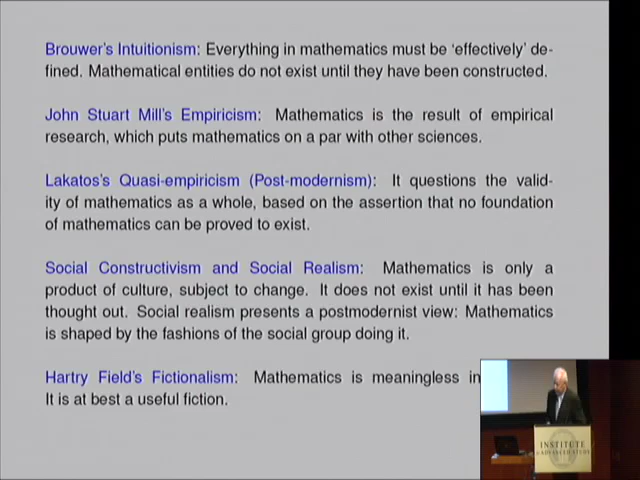 Brouwer's Intuitionism: Everything in mathematics must be 'effectively' de-
fined. Mathematical entities do not exist until they have been constructed.
John Stuart Mill's Empiricism: Mathematics is the result of empirical
research, which puts mathematics on a par with other sciences.
Lakatos's Quasi-empiricism (Post-modernism): It questions the valid-
ity of mathematics as a whole, based on the assertion that no foundation
of mathematics can be proved to exist.
Social Constructivism and Social Realism: Mathematics is only a
product of culture, subject to change. It does not exist until it has been
thought out. Social realism presents a postmodernist view: Mathematics
is shaped by the fashions of the social group doing it.
Hartry Field's Fictionalism: Mathematics is meaningless in
It is at best a useful fiction.
INSTITUTE
for ADVANCED STUDY